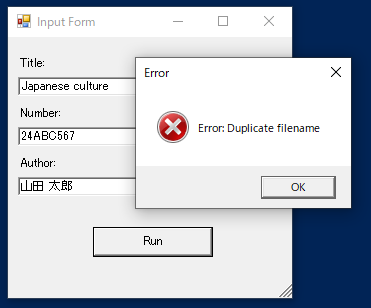 Input Form
Title:
Japanese culture
Number:
24ABC567
Author:
山田 太郎
Run
Error
Error: Duplicate filename
OK